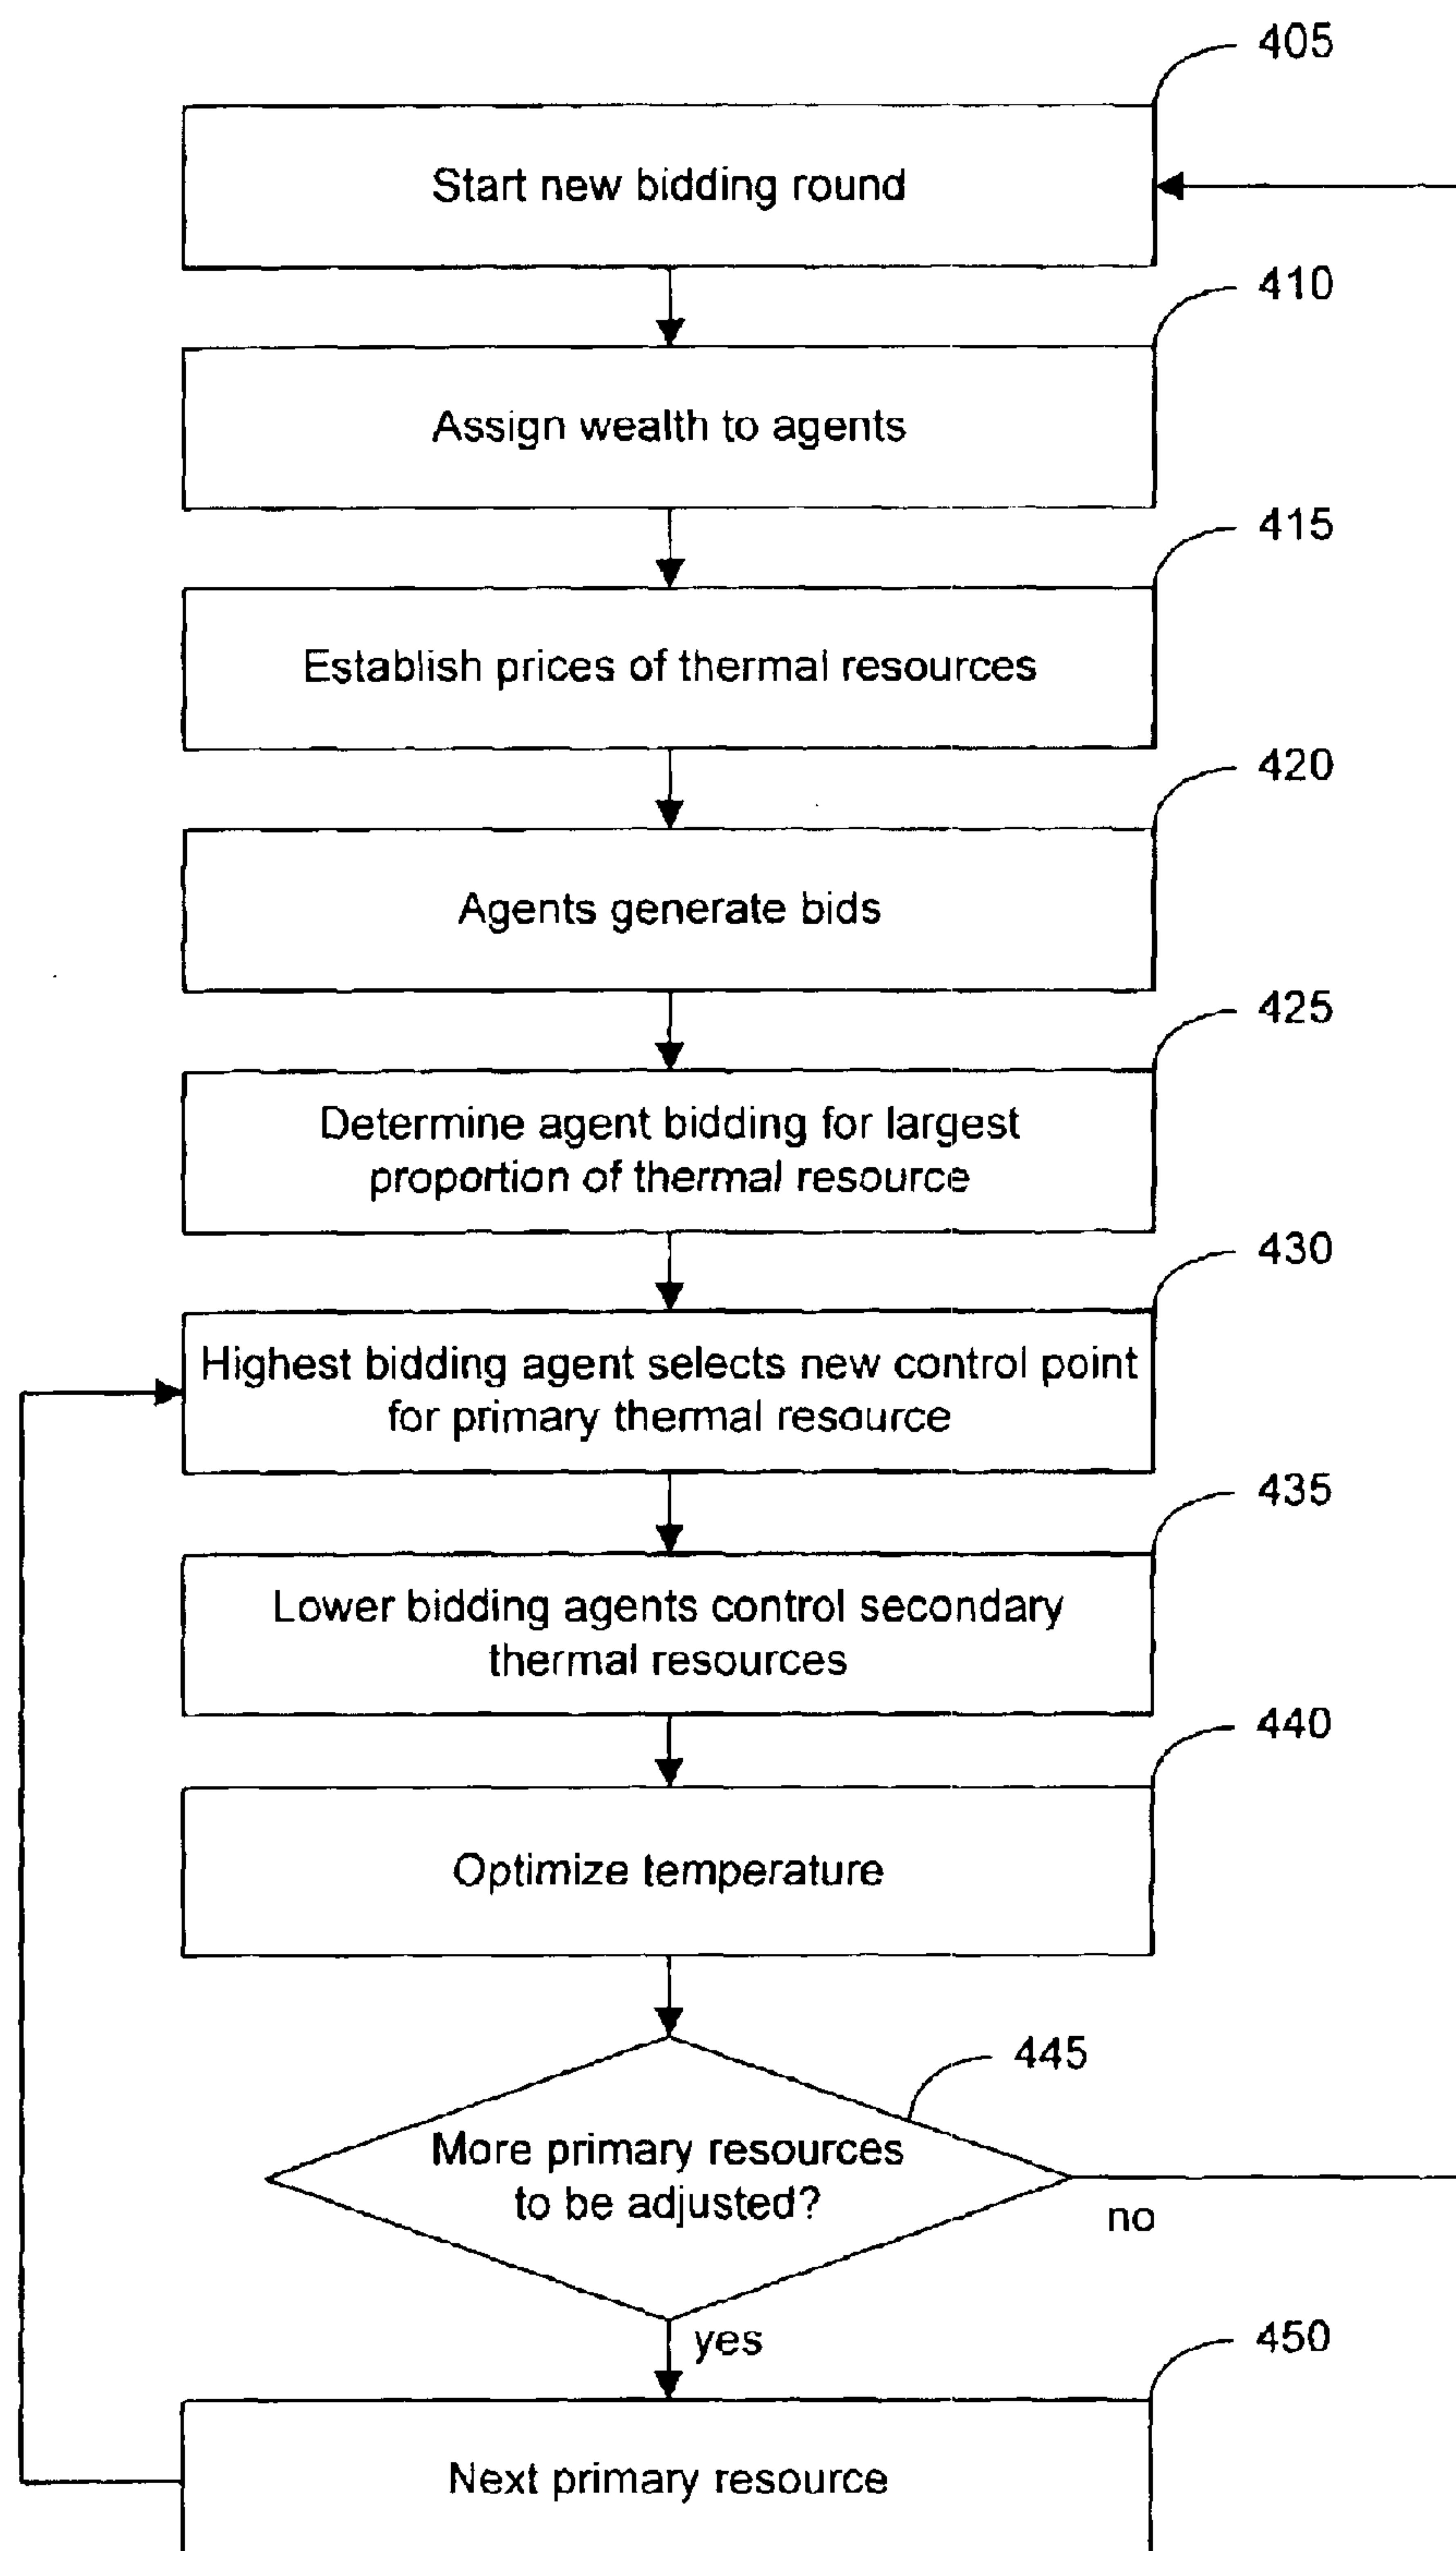 405
Start new bidding round
410
Assign wealth to agents
415
Establish prices of thermal resources
420
Agents generate bids
425
Determine agent bidding for largest
proportion of thermal resource
430
Highest bidding agent selects new control point
for primary thermal resource
435
Lower bidding agents control secondary
thermal resources
440
Optimize temperature
445
More primary resources
to be adjusted?
no
yes
450
Next primary resource